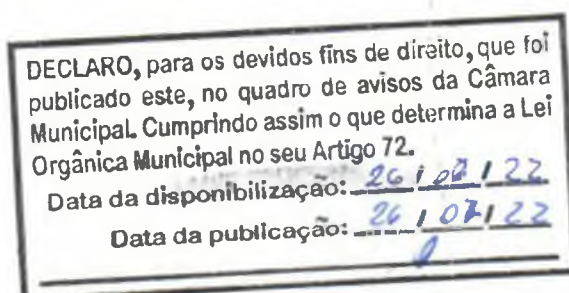 DECLARO, para os devidos fins de direito, que foi
publicado este, no quadro de avisos da Câmara
Municipal. Cumprindo assim o que determina a Lei
Orgânica Municipal no seu Artigo 72.
Data da disponibilização: 26 / 07 / 22
Data da publicação: 26 / 07 / 22